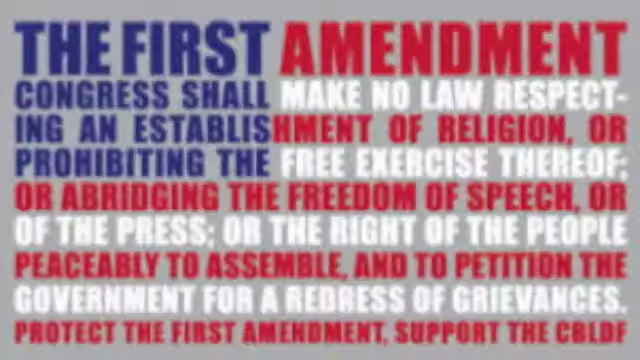 THE FIRST AMENDMENT
CONGRESS SHALL MAKE NO LAW RESPECT-
ING AN ESTABLISHMENT OF RELIGION, OR
PROHIBITING THE FREE EXERCISE THEREOF;
OR ABRIDGING THE FREEDOM OF SPEECH, OR
OF THE PRESS; OR THE RIGHT OF THE PEOPLE
PEACEABLY TO ASSEMBLE, AND TO PETITION THE
GOVERNMENT FOR A REDRESS OF GRIEVANCES.
PROTECT THE FIRST AMENDMENT, SUPPORT THE CBLDF